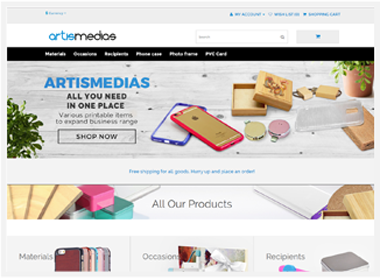 MY ACCOUNT WISH LIST (0) SHOPPING CART
artismedias
Search
Materials Occasions Recipients Phone case Photo frame PVC Card
ARTISMEDIAS
ALL YOU NEED
IN ONE PLACE
Various printable items
to expand business range
SHOP NOW
Free shipping for all goods. Hurry up and place an order!
All Our Products
Materials Occasions Recipients